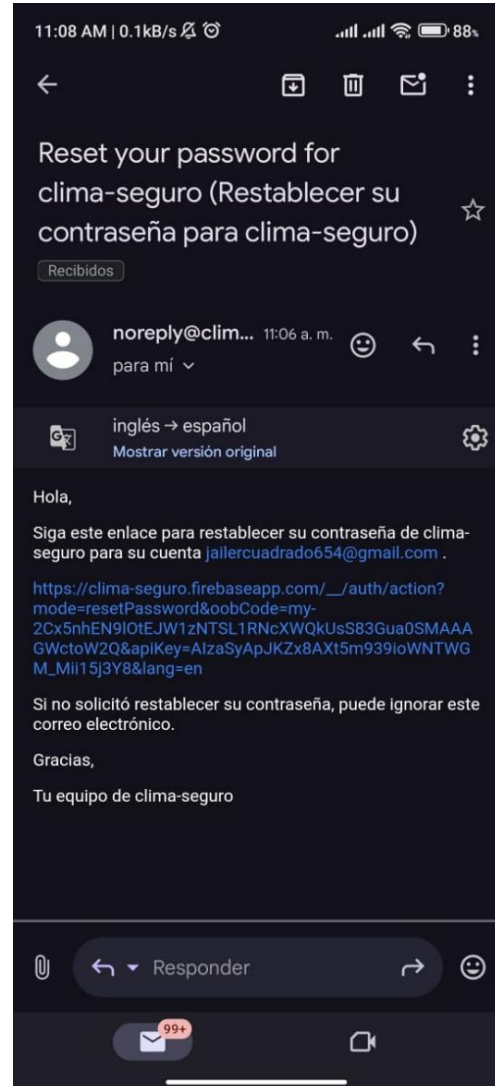 11:08 AM | 0.1kB/s
88%
Reset your password for
clima-seguro (Restablecer su
contraseña para clima-seguro)
Recibidos
noreply@clim... 11:06 a. m.
para mí
inglés → español
Mostrar versión original
Hola,
Siga este enlace para restablecer su contraseña de clima-
seguro para su cuenta jailercuadrado654@gmail.com .
https://clima-seguro.firebaseapp.com/__/auth/action?
mode=resetPassword&oobCode=my-
2Cx5nhEN9lOtEJW1zNTSL1RNcXWQkUsS83Gua0SMAAA
GWctoW2Q&apiKey=AIzaSyApJKZx8AXt5m939ioWNTWG
M_Mii15j3Y8&lang=en
Si no solicitó restablecer su contraseña, puede ignorar este
correo electrónico.
Gracias,
Tu equipo de clima-seguro
Responder
99+